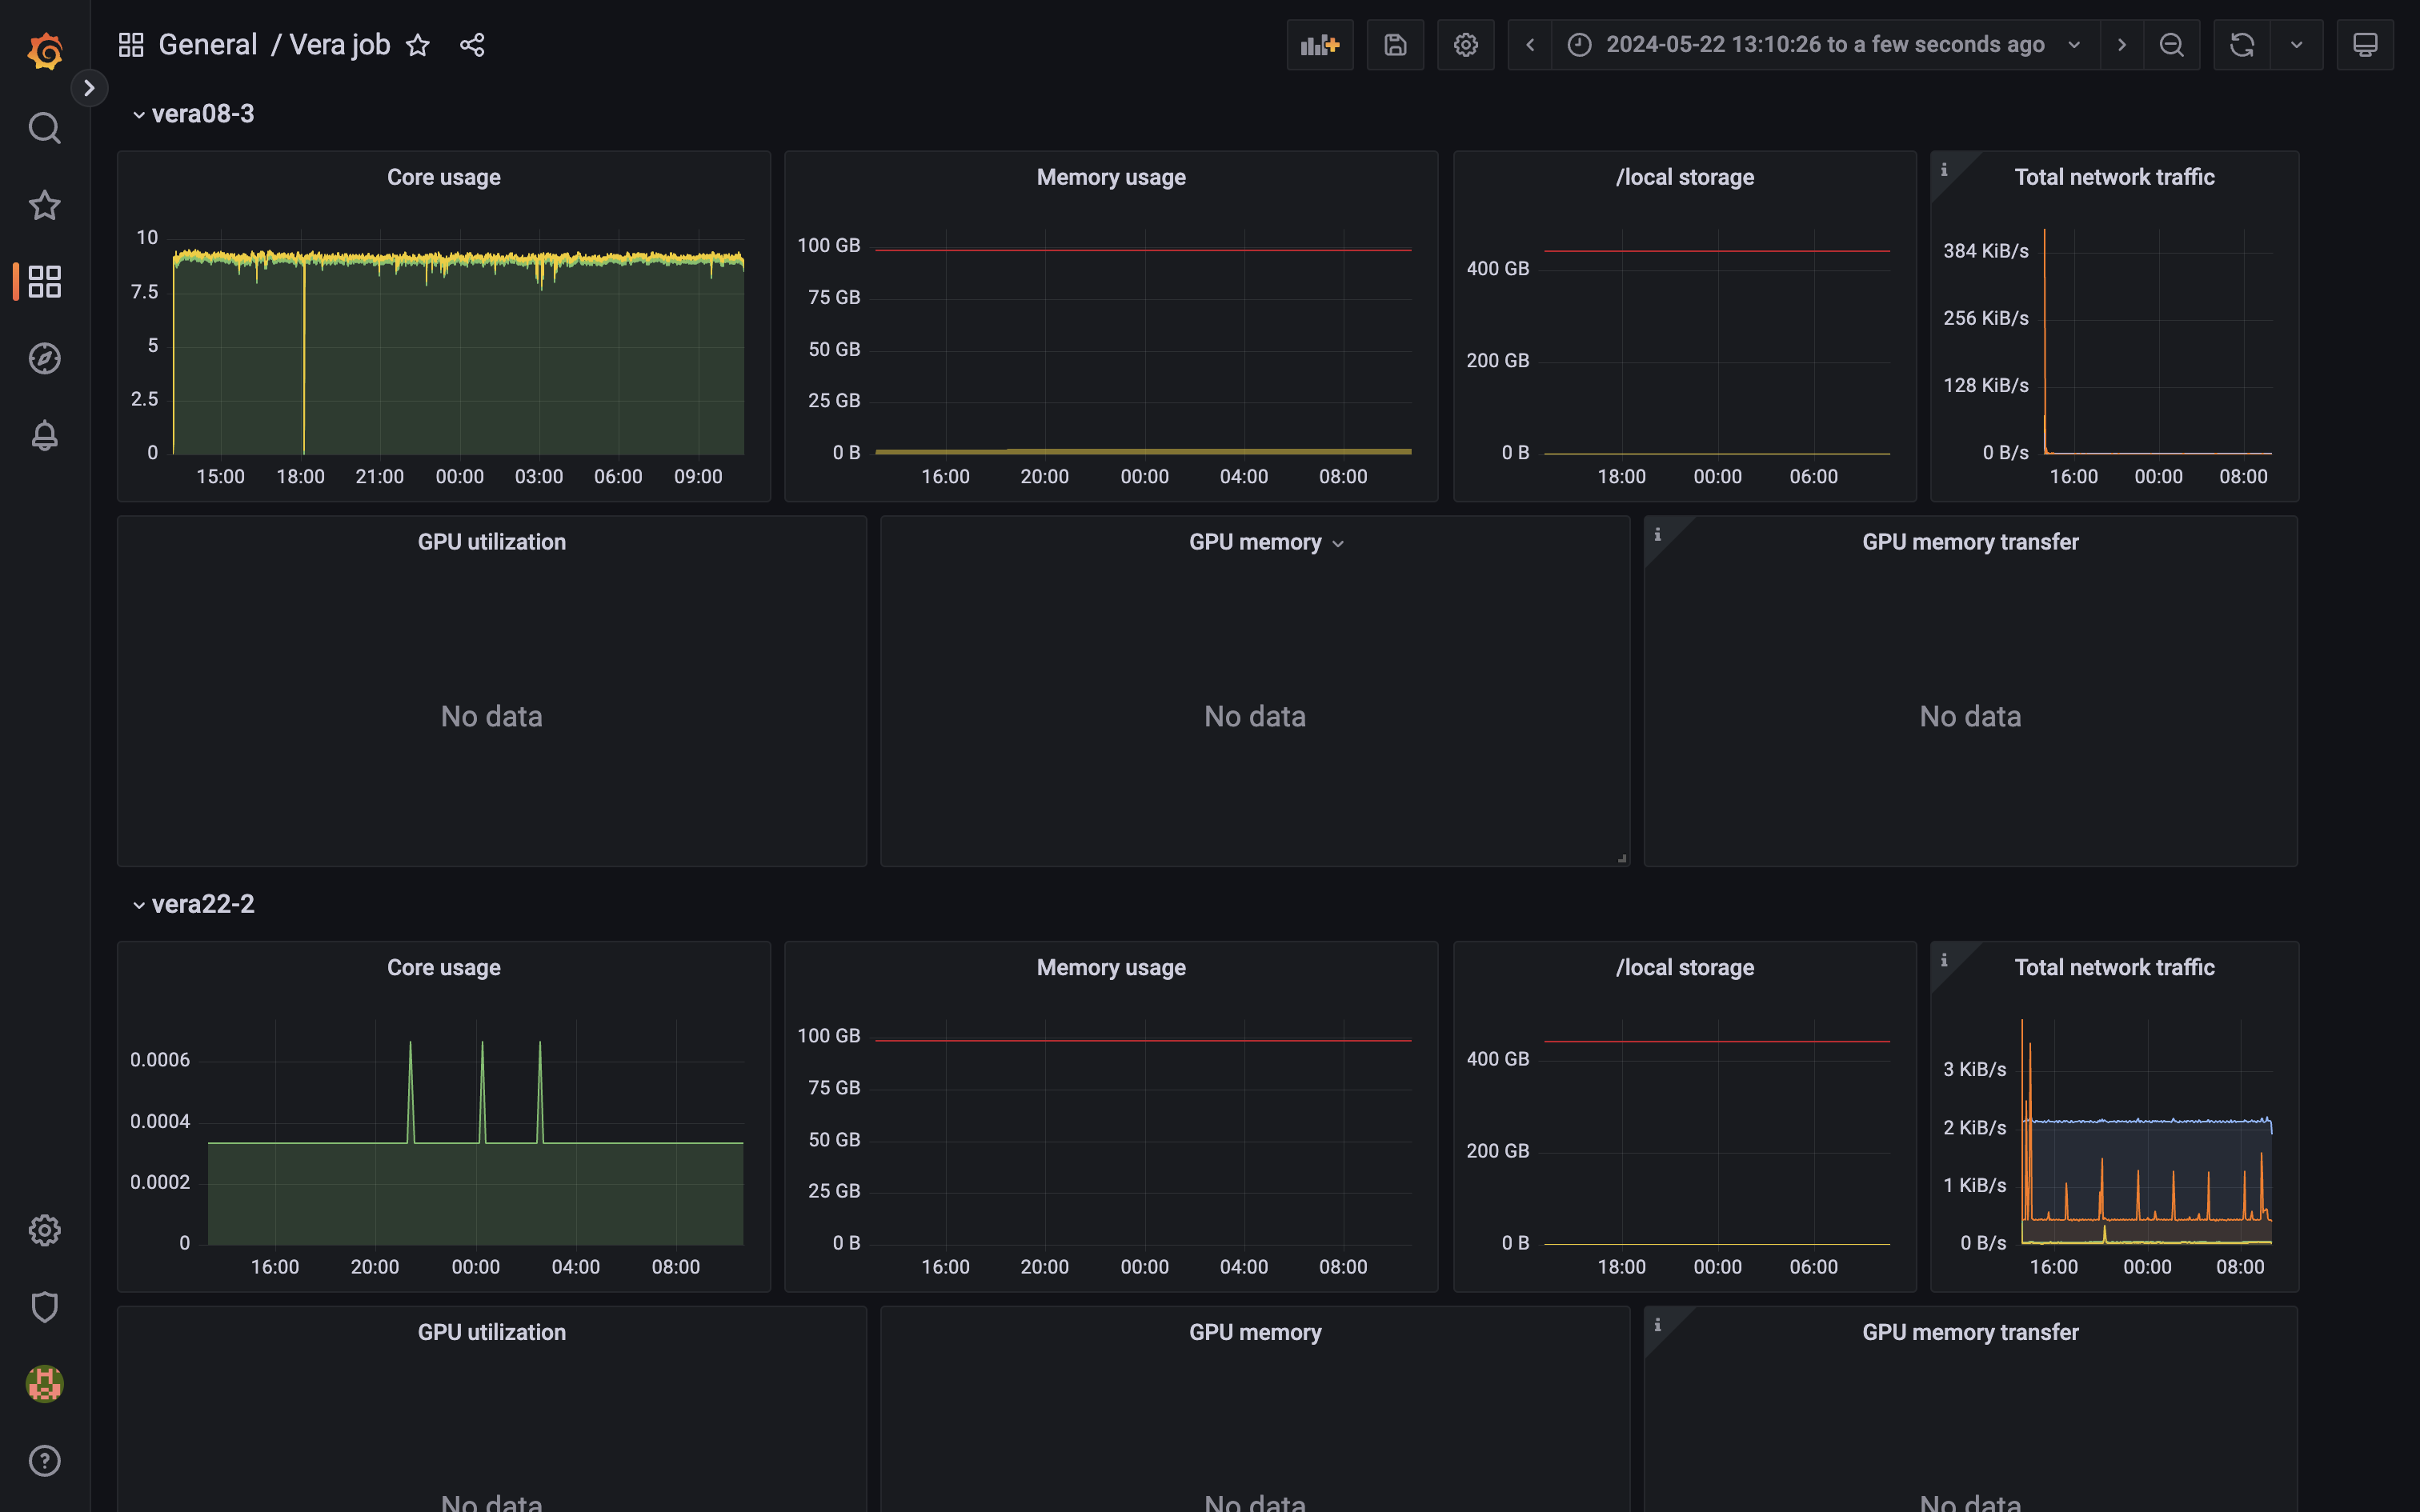 General / Vera job
2024-05-22 13:10:26 to a few seconds ago
vera08-3
Core usage
10
7.5
5
2.5
0
15:00 18:00 21:00 00:00 03:00 06:00 09:00
Memory usage
100 GB
75 GB
50 GB
25 GB
0 B
16:00 20:00 00:00 04:00 08:00
/local storage
400 GB
200 GB
0 B
18:00 00:00 06:00
Total network traffic
384 KiB/s
256 KiB/s
128 KiB/s
0 B/s
16:00 00:00 08:00
GPU utilization
No data
GPU memory
No data
GPU memory transfer
No data
vera22-2
Core usage
0.0006
0.0004
0.0002
0
16:00 20:00 00:00 04:00 08:00
Memory usage
100 GB
75 GB
50 GB
25 GB
0 B
16:00 20:00 00:00 04:00 08:00
/local storage
400 GB
200 GB
0 B
18:00 00:00 06:00
Total network traffic
3 KiB/s
2 KiB/s
1 KiB/s
0 B/s
16:00 00:00 08:00
GPU utilization
No data
GPU memory
No data
GPU memory transfer
No data